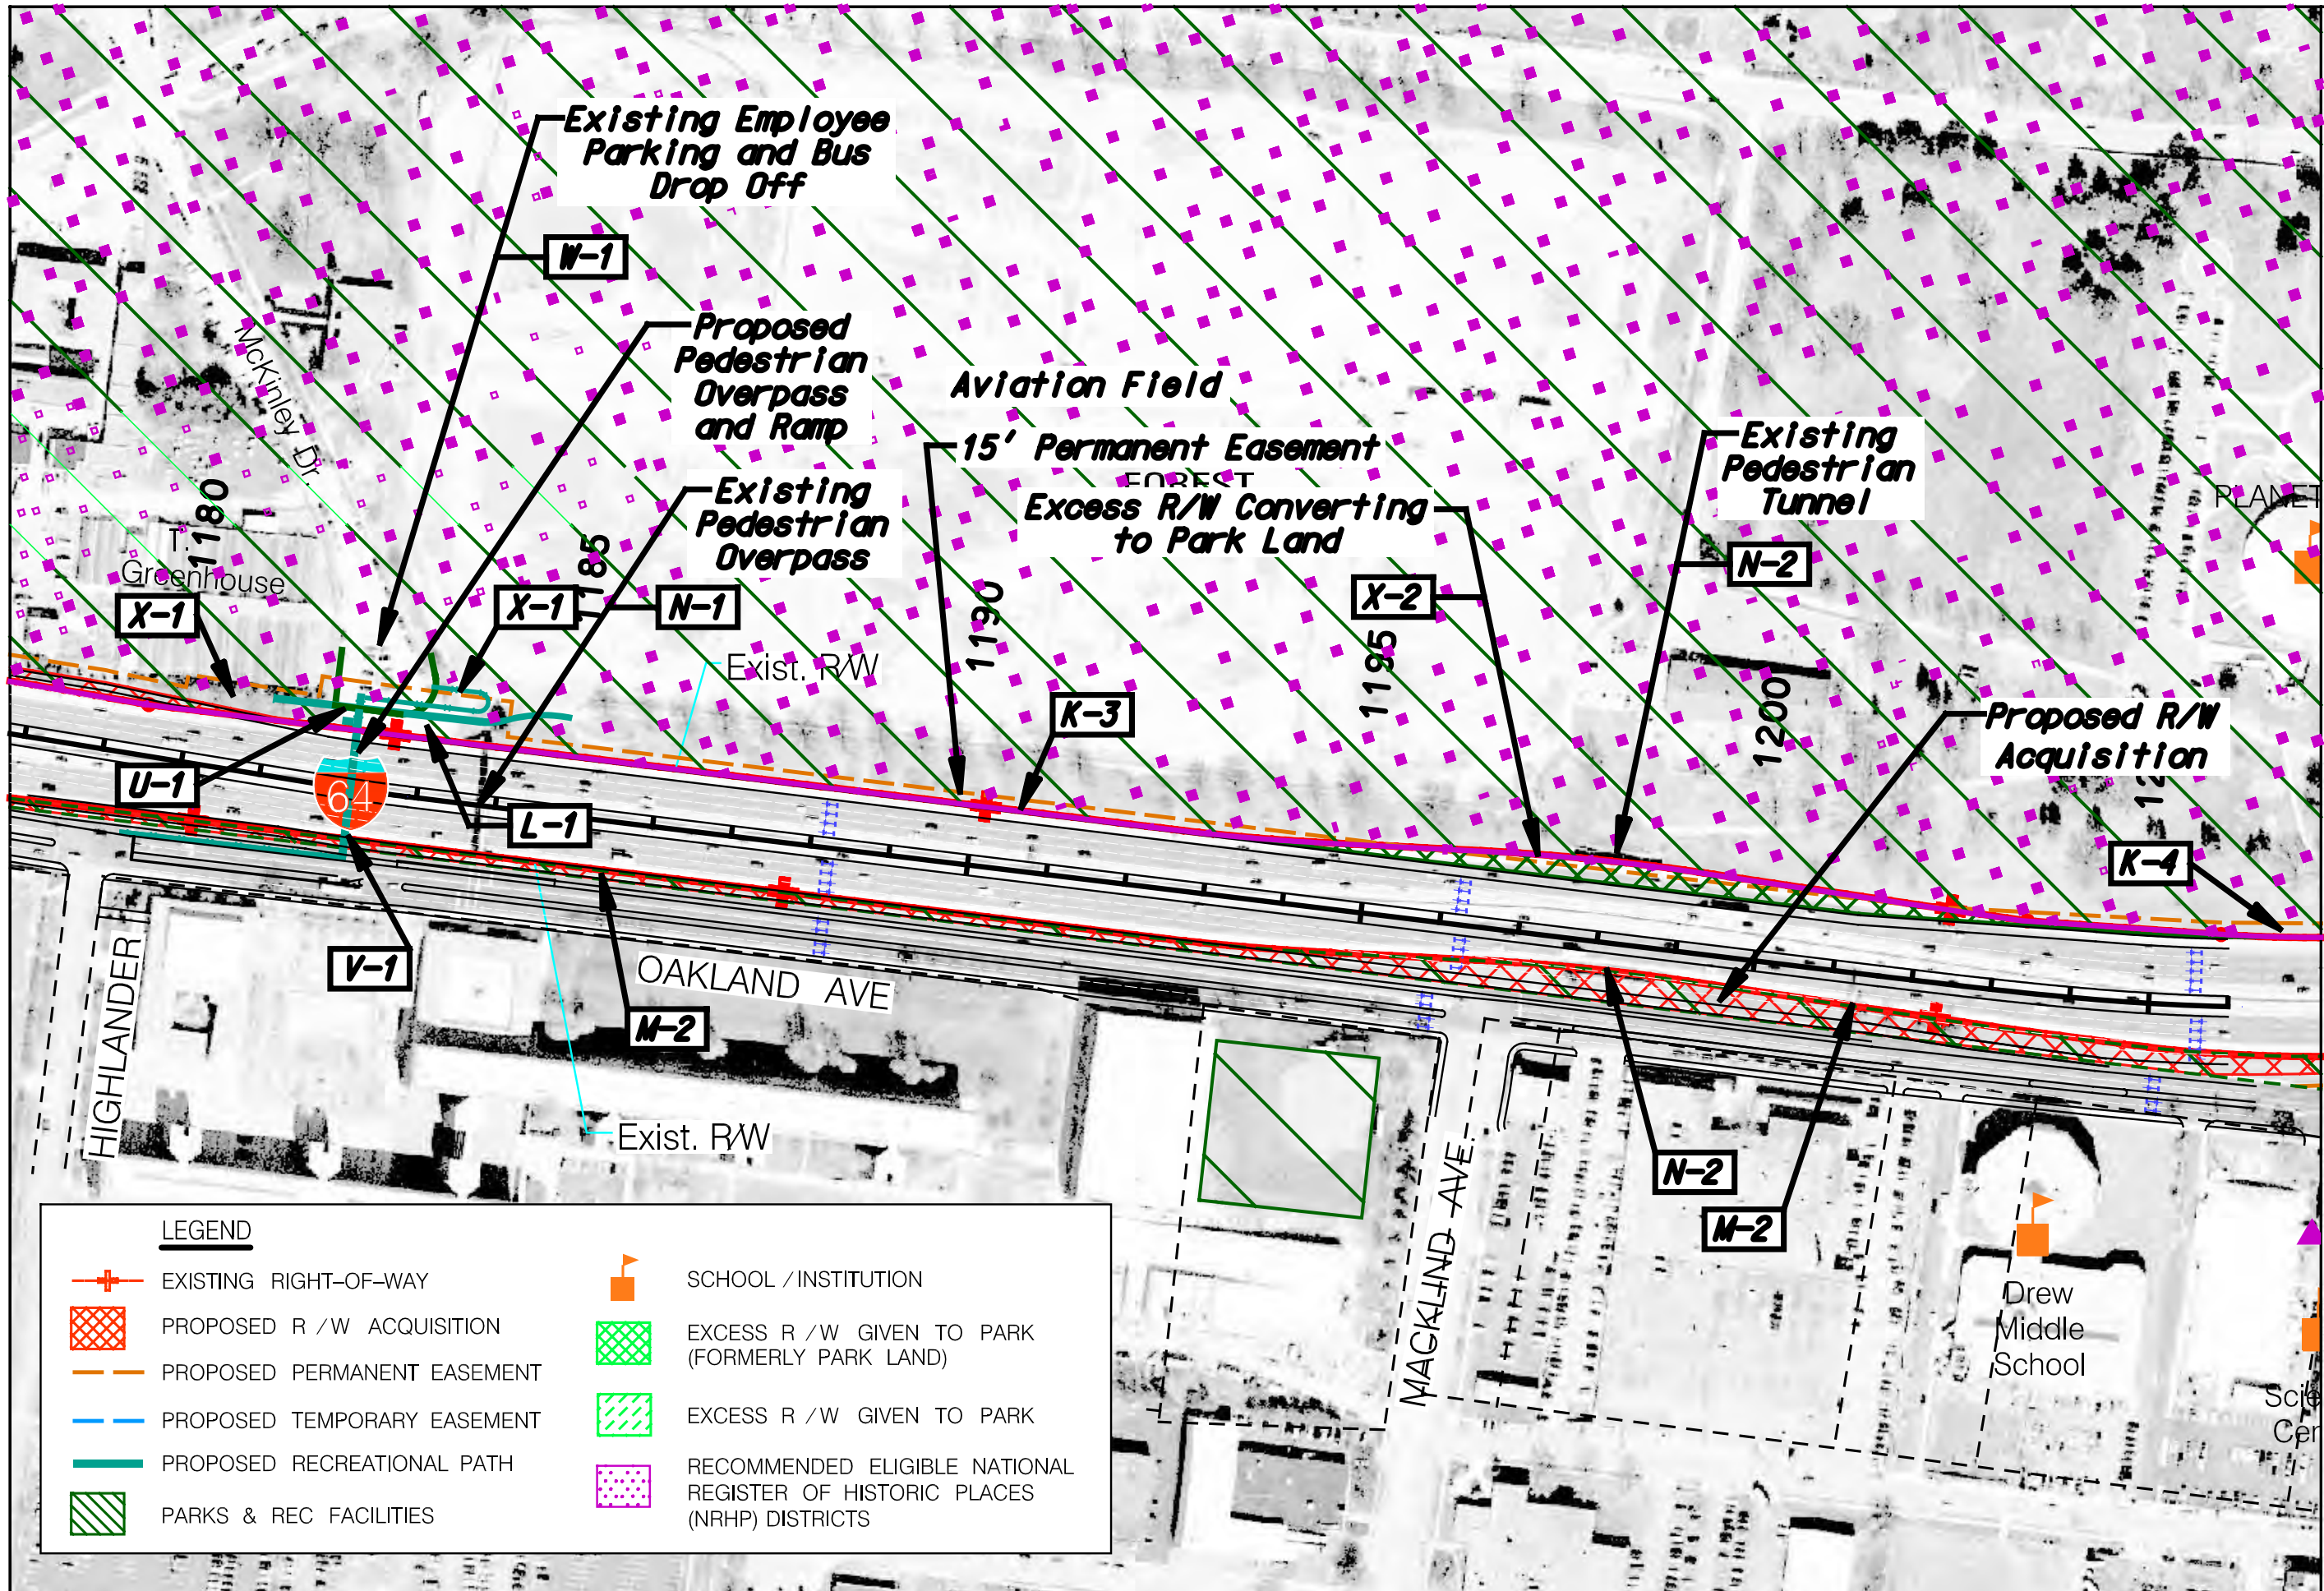 Existing Employee
Parking and Bus
Drop Off
W-1
Proposed
Pedestrian
Overpass
and Ramp
McKinley Dr.
Aviation Field
15' Permanent Easement
FOREST
Excess R/W Converting
to Park Land
Existing
Pedestrian
Tunnel
N-2
PLANET
Existing
Pedestrian
Overpass
1180
T.
Greenhouse
X-1
1185
X-1
N-1
1190
X-2
1195
1200
Exist. R/W
K-3
Proposed R/W
Acquisition
12
U-1
64
L-1
K-4
V-1
OAKLAND AVE
M-2
HIGHLANDER
Exist. R/W
MACKLIND AVE.
N-2
M-2
Drew
Middle
School
Scie
Cen
LEGEND
EXISTING RIGHT-OF-WAY
PROPOSED R/W ACQUISITION
PROPOSED PERMANENT EASEMENT
PROPOSED TEMPORARY EASEMENT
PROPOSED RECREATIONAL PATH
PARKS & REC FACILITIES
SCHOOL/INSTITUTION
EXCESS R/W GIVEN TO PARK
(FORMERLY PARK LAND)
EXCESS R/W GIVEN TO PARK
RECOMMENDED ELIGIBLE NATIONAL
REGISTER OF HISTORIC PLACES
(NRHP) DISTRICTS